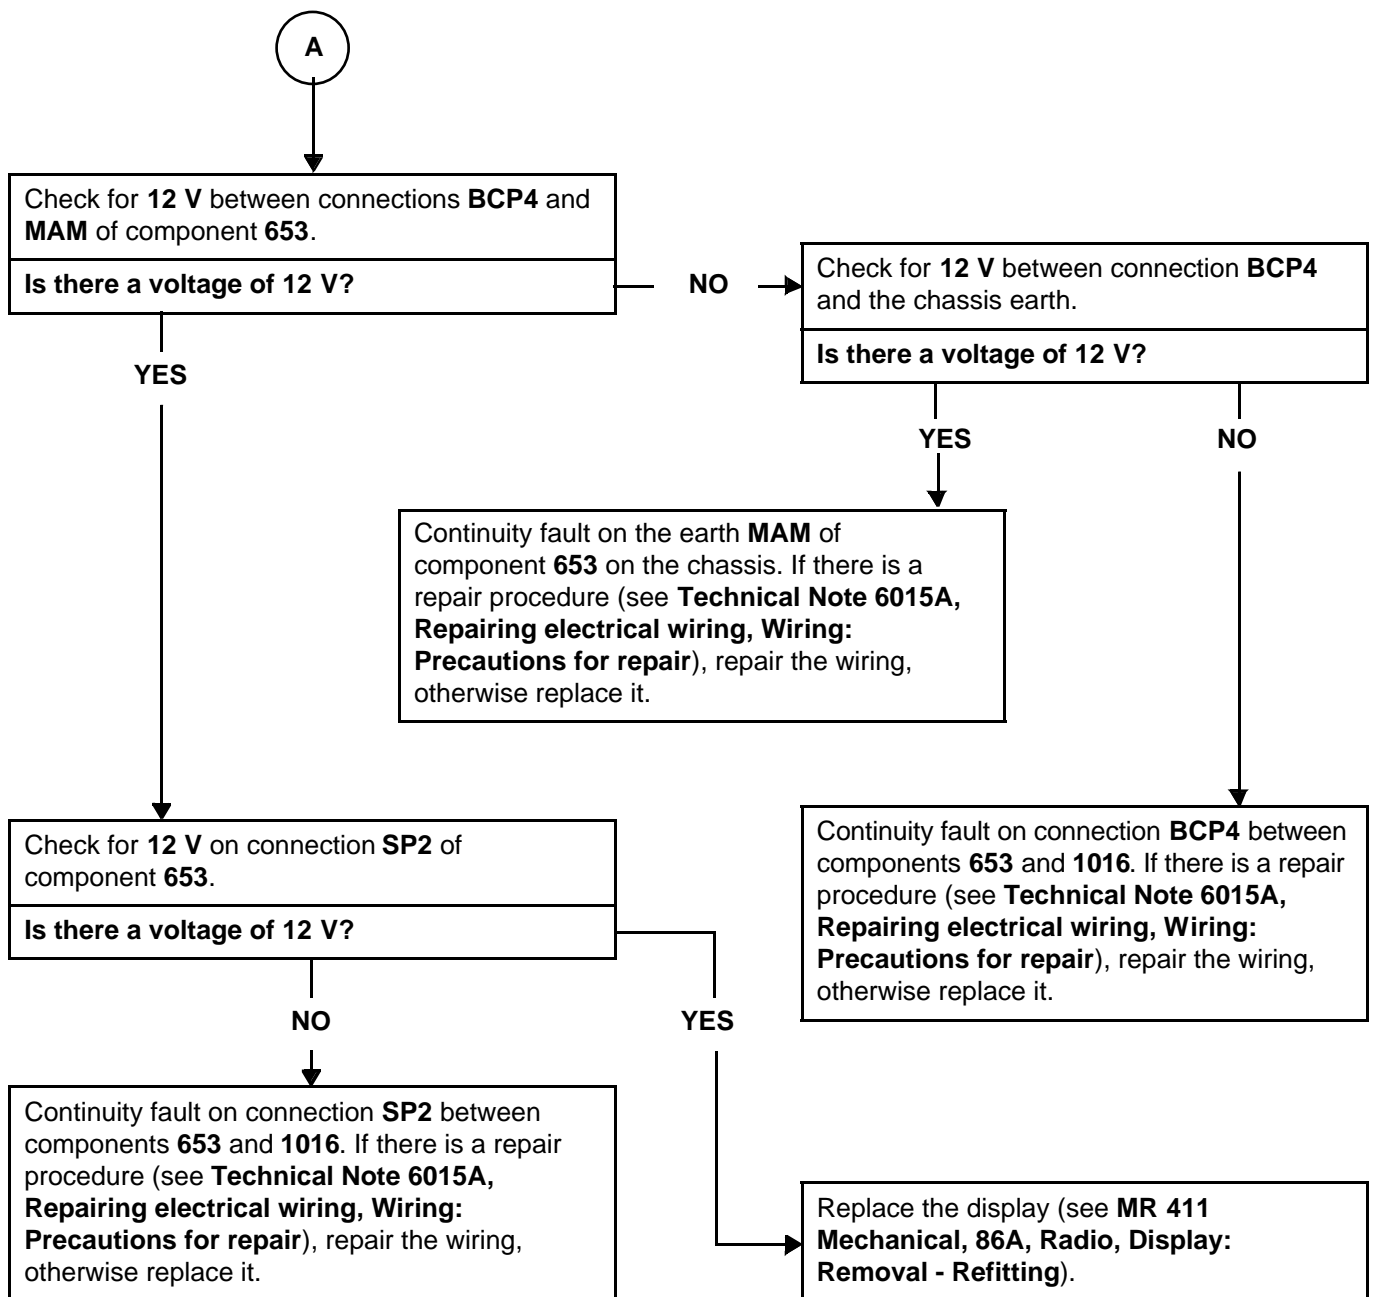 A
Check for 12 V between connections BCP4 and
MAM of component 653.
Is there a voltage of 12 V?
NO
Check for 12 V between connection BCP4
and the chassis earth.
Is there a voltage of 12 V?
YES
YES
NO
Continuity fault on the earth MAM of
component 653 on the chassis. If there is a
repair procedure (see Technical Note 6015A,
Repairing electrical wiring, Wiring:
Precautions for repair), repair the wiring,
otherwise replace it.
Check for 12 V on connection SP2 of
component 653.
Is there a voltage of 12 V?
Continuity fault on connection BCP4 between
components 653 and 1016. If there is a repair
procedure (see Technical Note 6015A,
Repairing electrical wiring, Wiring:
Precautions for repair), repair the wiring,
otherwise replace it.
NO
YES
Continuity fault on connection SP2 between
components 653 and 1016. If there is a repair
procedure (see Technical Note 6015A,
Repairing electrical wiring, Wiring:
Precautions for repair), repair the wiring,
otherwise replace it.
Replace the display (see MR 411
Mechanical, 86A, Radio, Display:
Removal - Refitting).